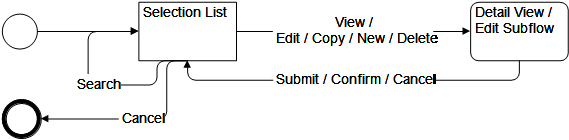 Selection List
View /
Edit / Copy / New / Delete
Detail View /
Edit Subflow
Search
Submit / Confirm / Cancel
Cancel